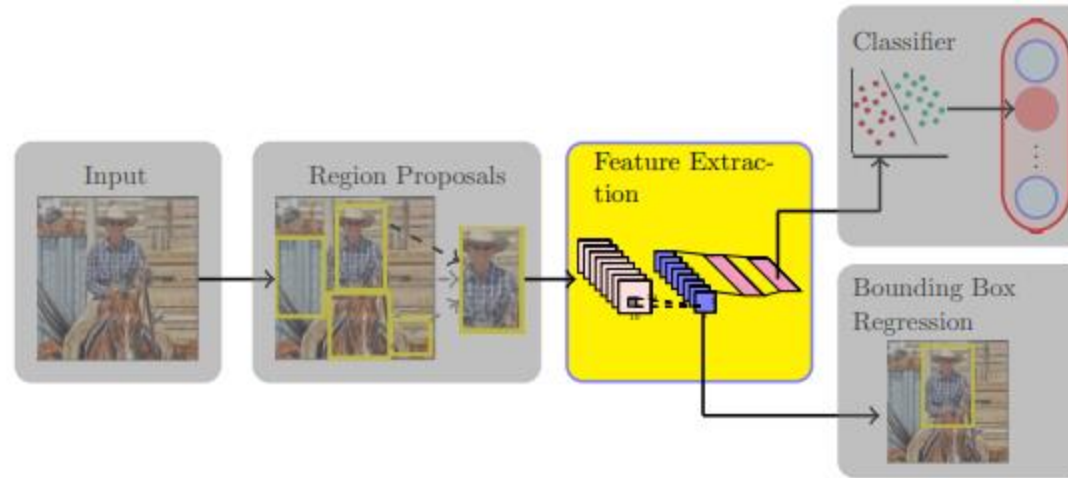 Input
Region Proposals
Feature Extrac-
tion
Classifier
Bounding Box
Regression